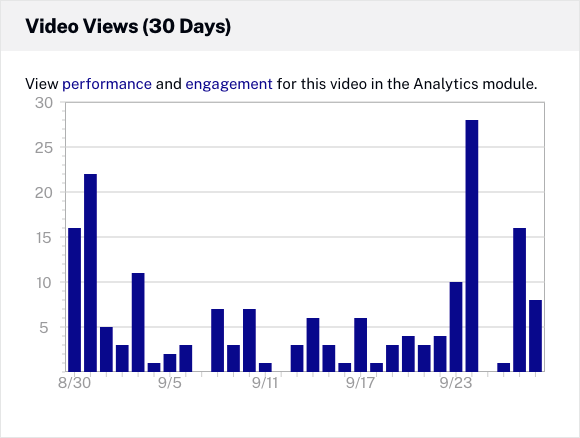 Video Views (30 Days)
View performance and engagement for this video in the Analytics module.
30
25
20
15
10
5
8/30 9/5 9/11 9/17 9/23